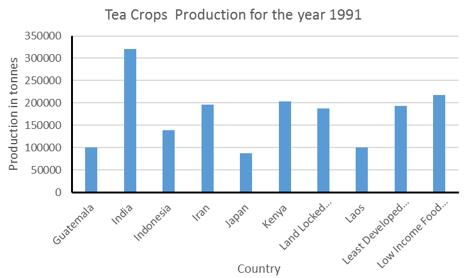 Tea Crops  Production for the year 1991
Production in tonnes
350000
300000
250000
200000
150000
100000
50000
0
Guatemala
India
Indonesia
Iran
Japan
Kenya
Land Locked...
Laos
Least Developed...
Low Income Food...
Country